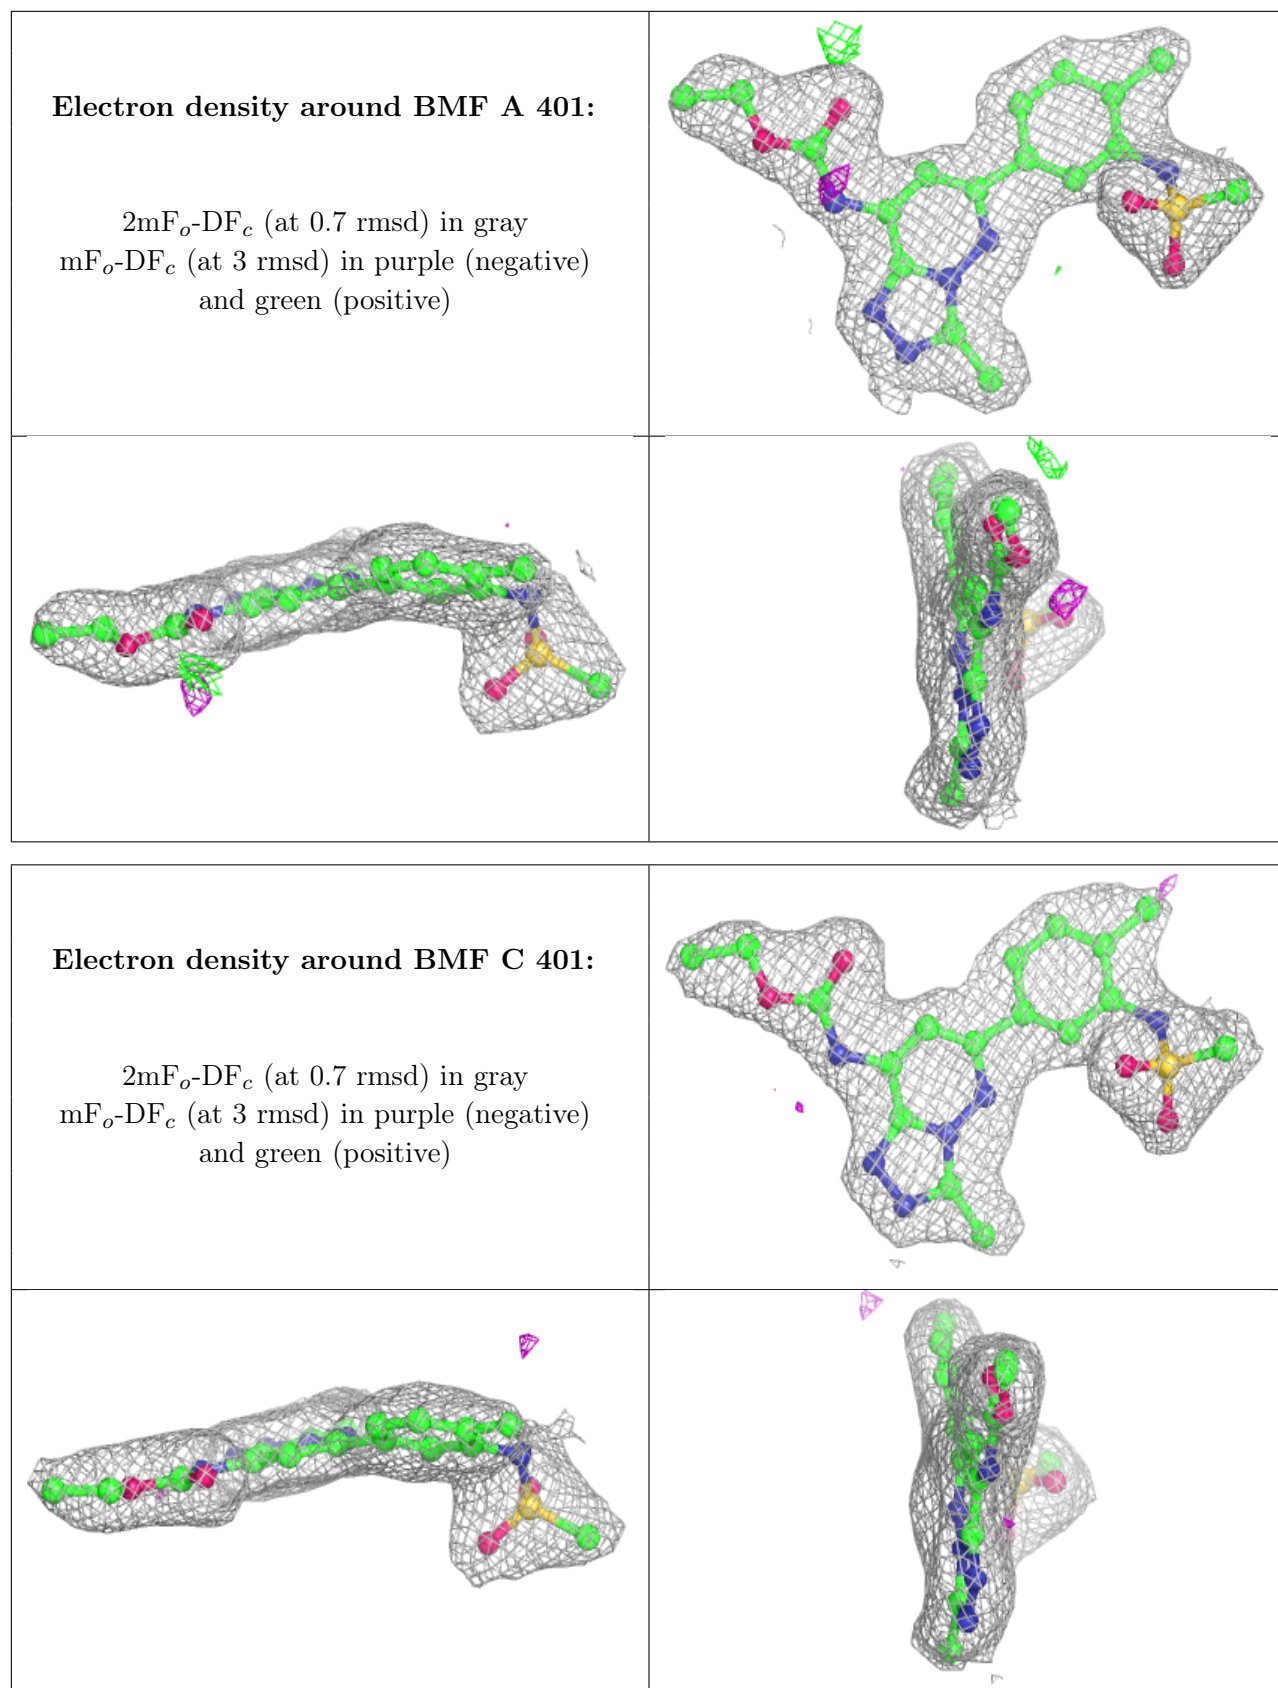 Electron density around BMF A 401:
2mFo-DFc (at 0.7 rmsd) in gray
mFo-DFc (at 3 rmsd) in purple (negative)
and green (positive)
Electron density around BMF C 401:
2mFo-DFc (at 0.7 rmsd) in gray
mFo-DFc (at 3 rmsd) in purple (negative)
and green (positive)